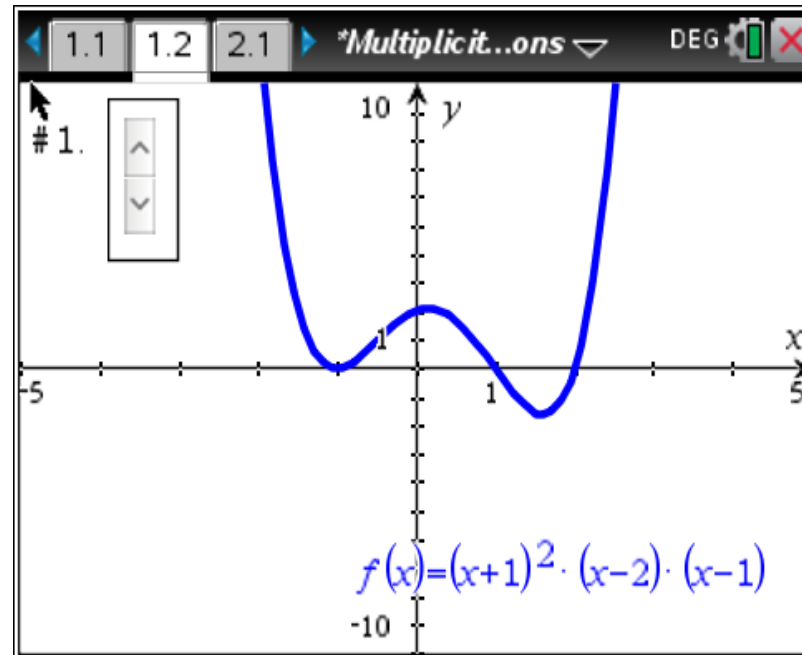 1.1 1.2 2.1 *Multiplicit...ons DEG
#1.
10 y
1
x
-5 1 5
f(x)=(x+1)²·(x-2)·(x-1)
-10